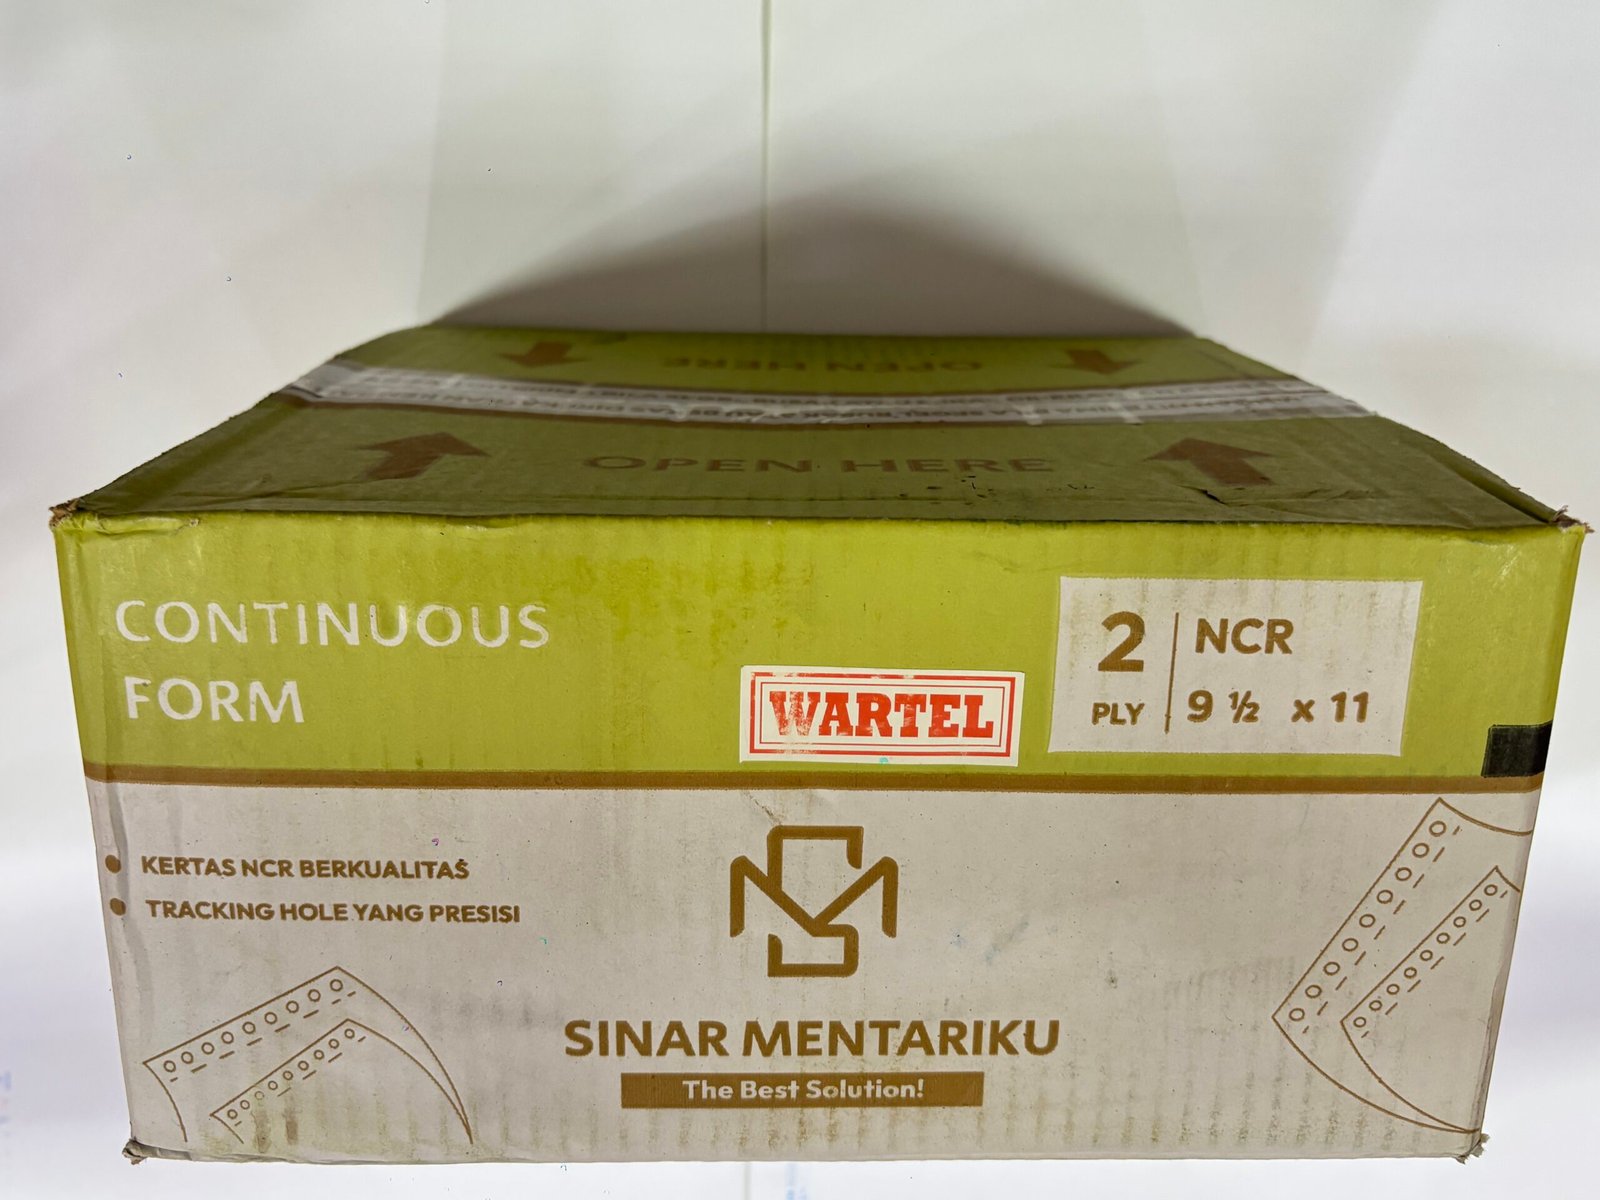 OPEN HERE
OPEN HERE
CONTINUOUS
FORM
WARTEL
2
PLY
NCR
9 ½ x 11
KERTAS NCR BERKUALITAS
TRACKING HOLE YANG PRESISI
SINAR MENTARIKU
The Best Solution!